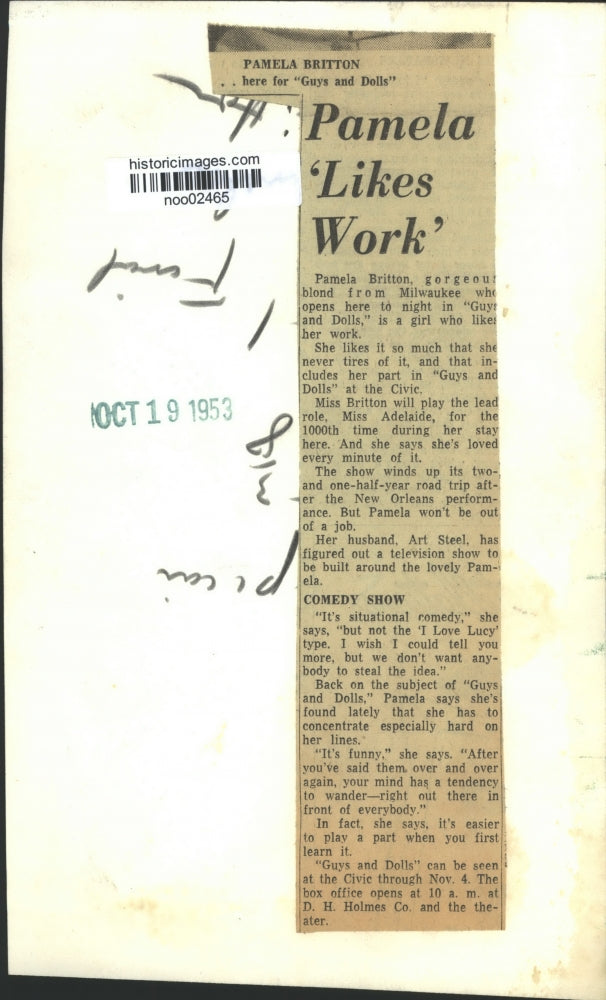 PAMELA BRITTON
. . here for "Guys and Dolls"
Pamela
'Likes
Work'
historicimages.com
noo02465
OCT 19 1953
Pamela Britton, gorgeous
blond from Milwaukee who
opens here to night in "Guys
and Dolls," is a girl who likes
her work.
She likes it so much that she
never tires of it, and that in-
cludes her part in "Guys and
Dolls" at the Civic.
Miss Britton will play the lead
role, Miss Adelaide, for the
1000th time during her stay
here. And she says she's loved
every minute of it.
The show winds up its two-
and one-half-year road trip aft-
er the New Orleans perform-
ance. But Pamela won't be out
of a job.
Her husband, Art Steel, has
figured out a television show to
be built around the lovely Pam-
ela.
COMEDY SHOW
"It's situational comedy," she
says, "but not the 'I Love Lucy'
type. I wish I could tell you
more, but we don't want any-
body to steal the idea."
Back on the subject of "Guys
and Dolls," Pamela says she's
found lately that she has to
concentrate especially hard on
her lines.
"It's funny," she says. "After
you've said them over and over
again, your mind has a tendency
to wander—right out there in
front of everybody."
In fact, she says, it's easier
to play a part when you first
learn it.
"Guys and Dolls" can be seen
at the Civic through Nov. 4. The
box office opens at 10 a. m. at
D. H. Holmes Co. and the the-
ater.